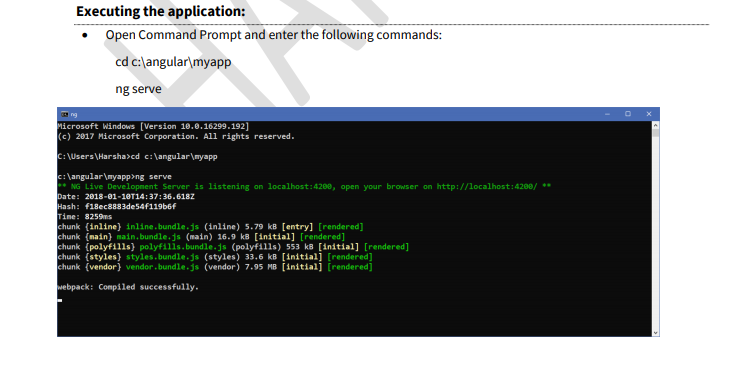 Executing the application:
• Open Command Prompt and enter the following commands:
cd c:\angular\myapp
ng serve
ng
Microsoft Windows [Version 10.0.16299.192]
(c) 2017 Microsoft Corporation. All rights reserved.
C:\Users\Harsha>cd c:\angular\myapp
c:\angular\myapp>ng serve
** NG Live Development Server is listening on localhost:4200, open your browser on http://localhost:4200/ **
Date: 2018-01-10T14:37:36.618Z
Hash: f18ec8883de54f119b6f
Time: 8259ms
chunk {inline} inline.bundle.js (inline) 5.79 kB [entry] [rendered]
chunk {main} main.bundle.js (main) 16.9 kB [initial] [rendered]
chunk {polyfills} polyfills.bundle.js (polyfills) 553 kB [initial] [rendered]
chunk {styles} styles.bundle.js (styles) 33.6 kB [initial] [rendered]
chunk {vendor} vendor.bundle.js (vendor) 7.95 MB [initial] [rendered]
webpack: Compiled successfully.